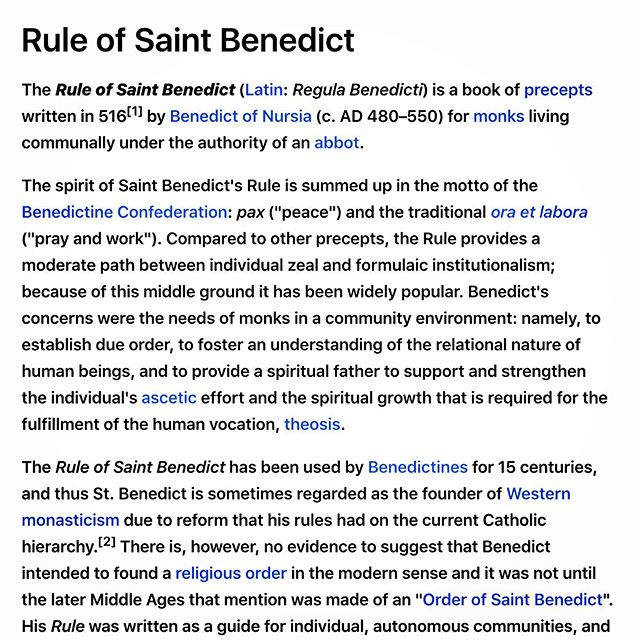 Rule of Saint Benedict
The Rule of Saint Benedict (Latin: Regula Benedicti) is a book of precepts
written in 516[1] by Benedict of Nursia (c. AD 480–550) for monks living
communally under the authority of an abbot.
The spirit of Saint Benedict's Rule is summed up in the motto of the
Benedictine Confederation: pax ("peace") and the traditional ora et labora
("pray and work"). Compared to other precepts, the Rule provides a
moderate path between individual zeal and formulaic institutionalism;
because of this middle ground it has been widely popular. Benedict's
concerns were the needs of monks in a community environment: namely, to
establish due order, to foster an understanding of the relational nature of
human beings, and to provide a spiritual father to support and strengthen
the individual's ascetic effort and the spiritual growth that is required for the
fulfillment of the human vocation, theosis.
The Rule of Saint Benedict has been used by Benedictines for 15 centuries,
and thus St. Benedict is sometimes regarded as the founder of Western
monasticism due to reform that his rules had on the current Catholic
hierarchy.[2] There is, however, no evidence to suggest that Benedict
intended to found a religious order in the modern sense and it was not until
the later Middle Ages that mention was made of an "Order of Saint Benedict".
His Rule was written as a guide for individual, autonomous communities, and